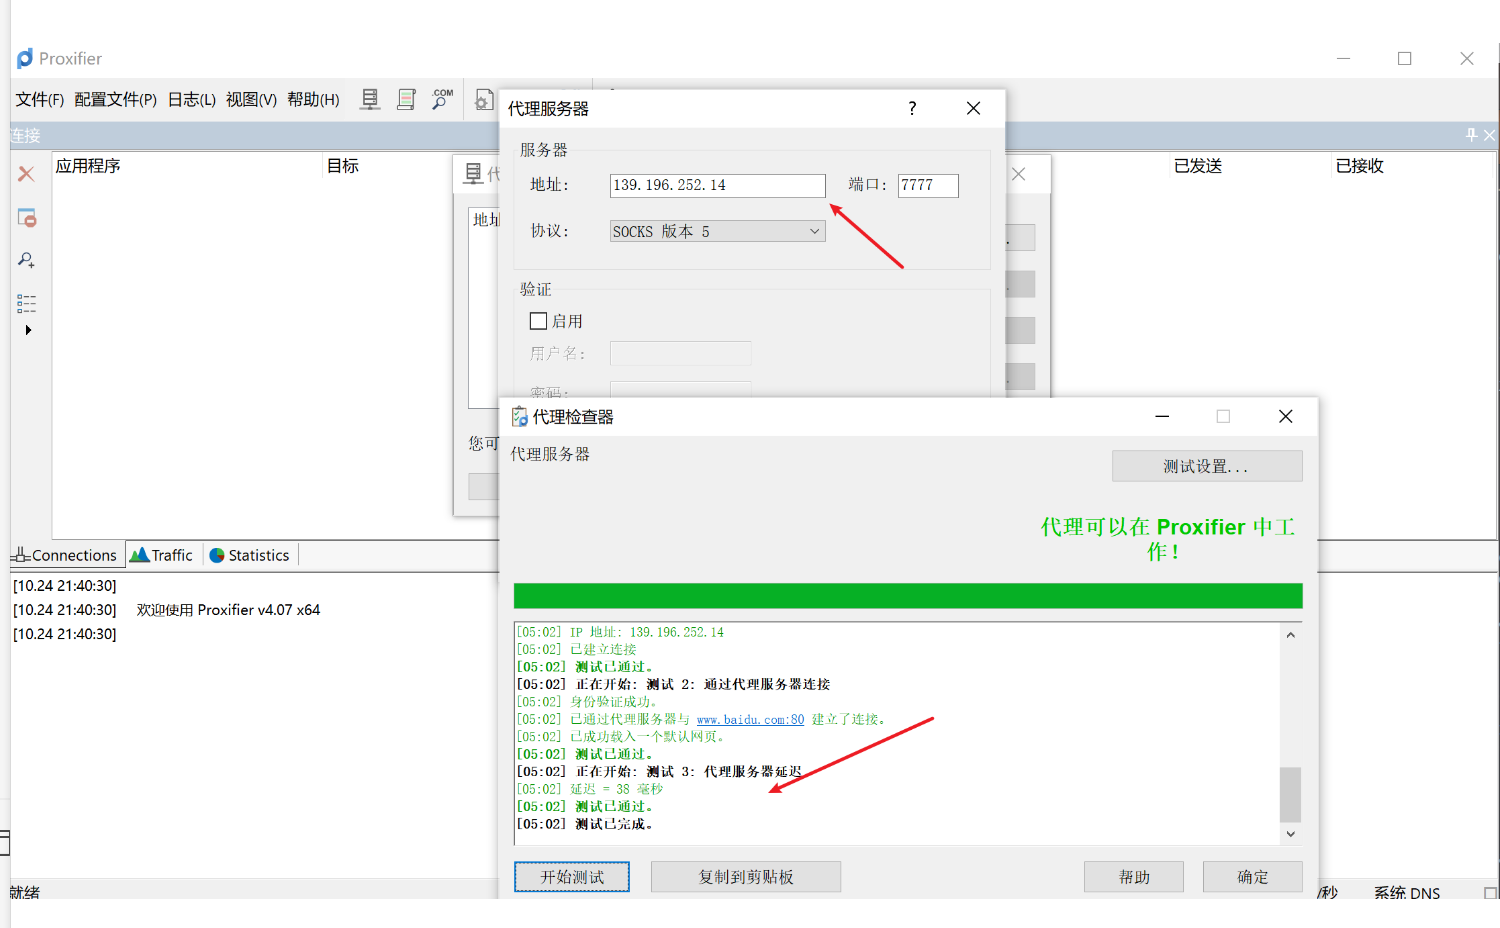 Proxifier
文件(F) 配置文件(P) 日志(L) 视图(V) 帮助(H)
.COM
代理服务器
?
连接
服务器
应用程序
目标
已发送
已接收
代
地址:
139.196.252.14
端口:
7777
地址
协议:
SOCKS 版本 5
验证
启用
用户名:
密码:
代理检查器
您可
代理服务器
测试设置...
代理可以在 Proxifier 中工
作!
Connections
Traffic
Statistics
[10.24 21:40:30]
[10.24 21:40:30] 欢迎使用 Proxifier v4.07 x64
[10.24 21:40:30]
[05:02] IP 地址: 139.196.252.14
[05:02] 已建立连接
[05:02] 测试已通过。
[05:02] 正在开始: 测试 2: 通过代理服务器连接
[05:02] 身份验证成功。
[05:02] 已通过代理服务器与 www.baidu.com:80 建立了连接。
[05:02] 已成功载入一个默认网页。
[05:02] 测试已通过。
[05:02] 正在开始: 测试 3: 代理服务器延迟
[05:02] 延迟 = 38 毫秒
[05:02] 测试已通过。
[05:02] 测试已完成。
开始测试
复制到剪贴板
帮助
确定
就绪
/秒
系统 DNS